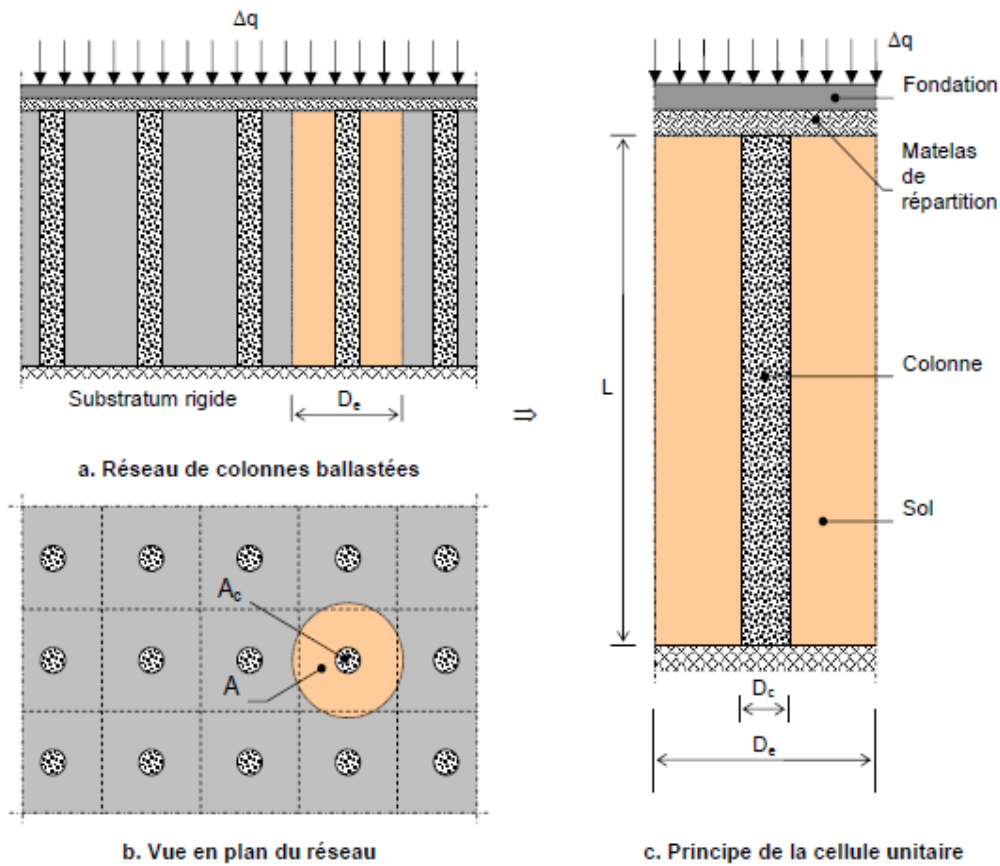 Δq
Substratum rigide
Dₑ
⇒
a. Réseau de colonnes ballastées
A꜀
A
b. Vue en plan du réseau
Δq
Fondation
Matelas
de
répartition
L
Colonne
Sol
D꜀
Dₑ
c. Principe de la cellule unitaire